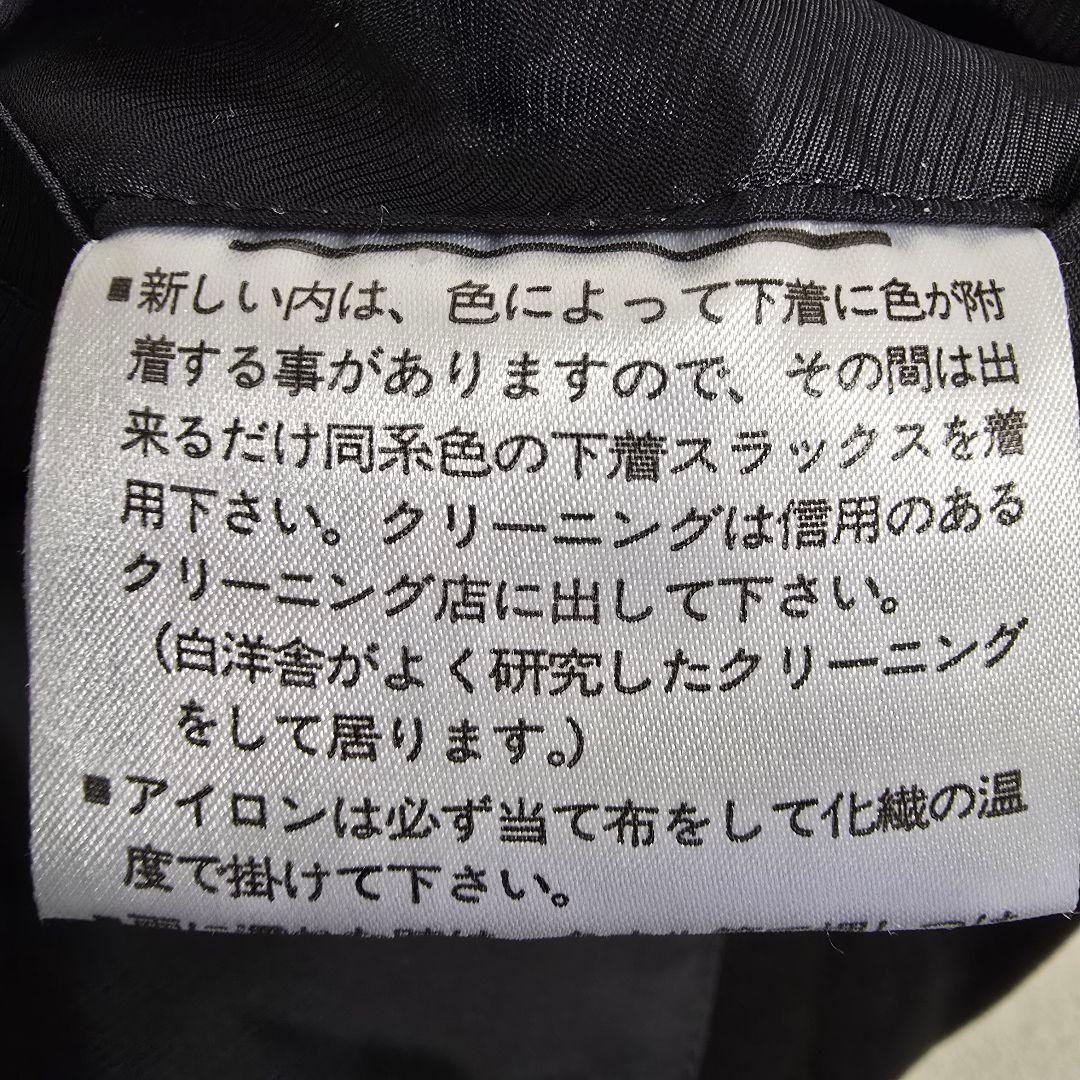 ■新しい内は、色によって下着に色が附
着する事がありますので、その間は出
来るだけ同系色の下着スラックスを着
用下さい。クリーニングは信用のある
クリーニング店に出して下さい。
（白洋舎がよく研究したクリーニング
をして居ります。）
■アイロンは必ず当て布をして化繊の温
度で掛けて下さい。